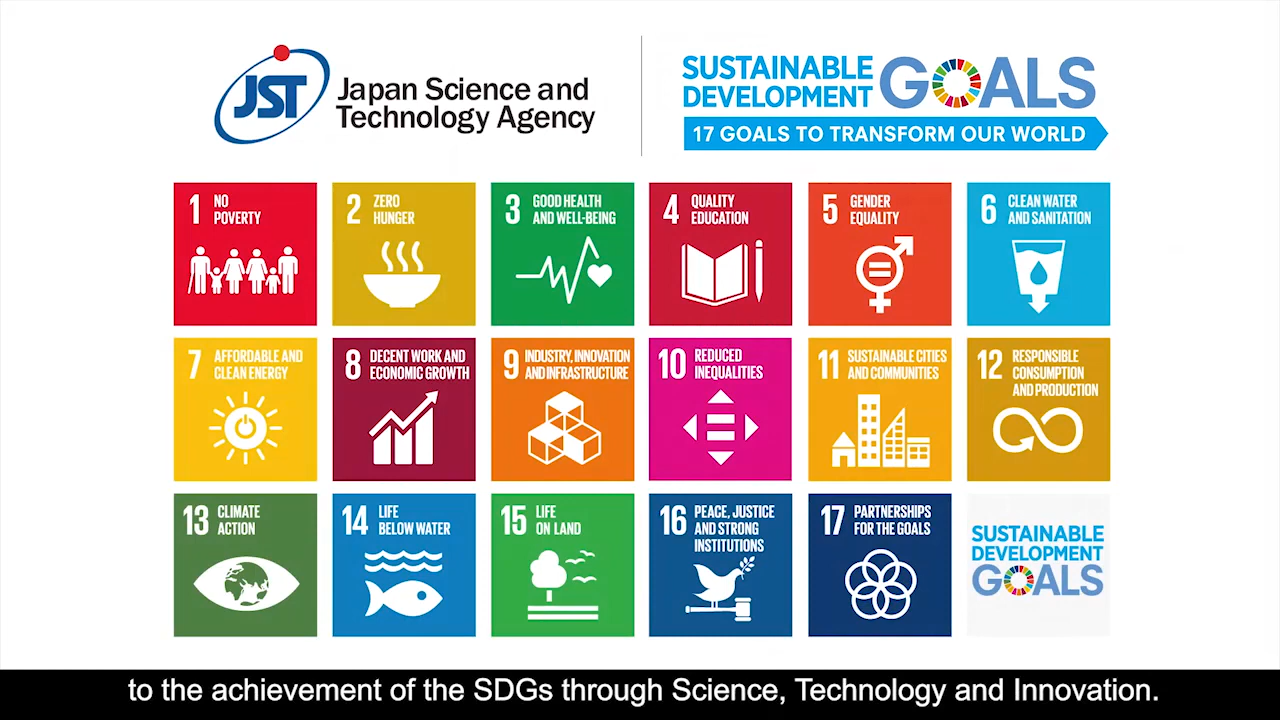 JST
Japan Science and
Technology Agency
SUSTAINABLE
DEVELOPMENT
GOALS
17 GOALS TO TRANSFORM OUR WORLD
1 NO
POVERTY
2 ZERO
HUNGER
3 GOOD HEALTH
AND WELL-BEING
4 QUALITY
EDUCATION
5 GENDER
EQUALITY
6 CLEAN WATER
AND SANITATION
7 AFFORDABLE AND
CLEAN ENERGY
8 DECENT WORK AND
ECONOMIC GROWTH
9 INDUSTRY, INNOVATION
AND INFRASTRUCTURE
10 REDUCED
INEQUALITIES
11 SUSTAINABLE CITIES
AND COMMUNITIES
12 RESPONSIBLE
CONSUMPTION
AND PRODUCTION
13 CLIMATE
ACTION
14 LIFE
BELOW WATER
15 LIFE
ON LAND
16 PEACE, JUSTICE
AND STRONG
INSTITUTIONS
17 PARTNERSHIPS
FOR THE GOALS
SUSTAINABLE
DEVELOPMENT
GOALS
to the achievement of the SDGs through Science, Technology and Innovation.